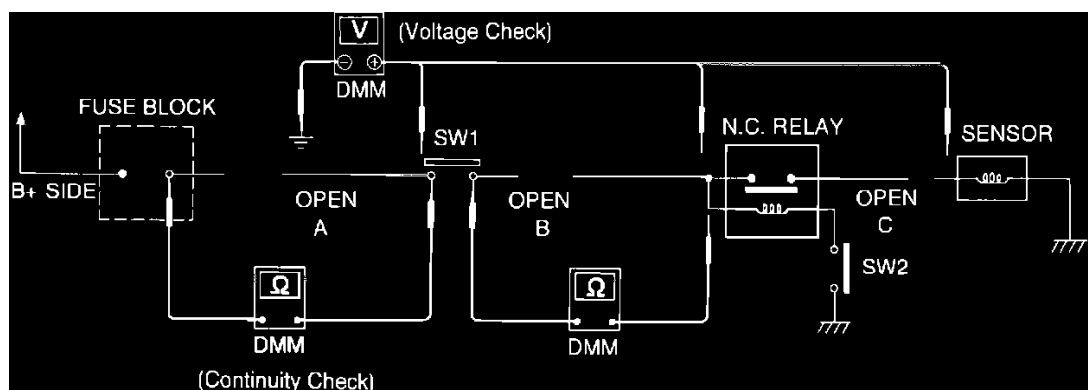 V
(Voltage Check)
DMM
FUSE BLOCK
SW1
N.C. RELAY
SENSOR
B+ SIDE
OPEN
A
OPEN
B
OPEN
C
SW2
Ω
DMM
Ω
DMM
(Continuity Check)